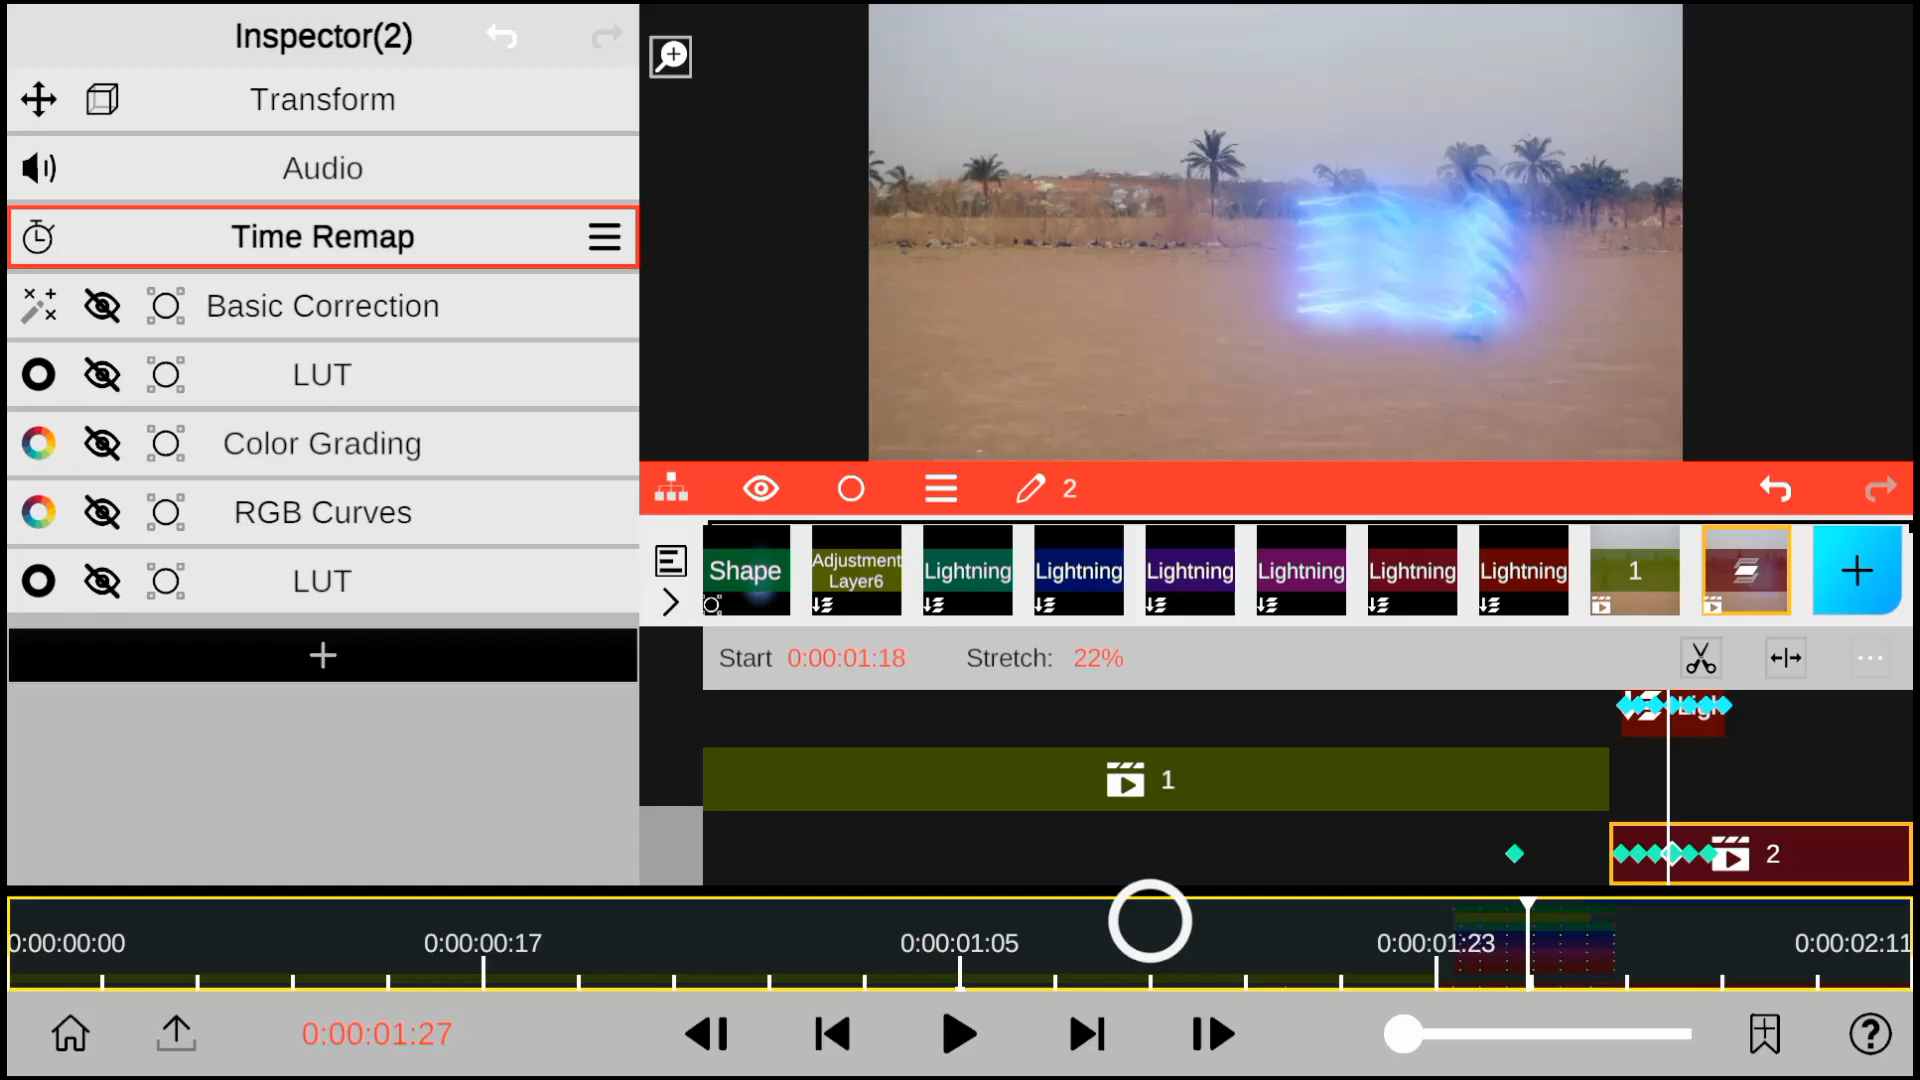 Inspector(2)
Transform
Audio
Time Remap
Basic Correction
LUT
Color Grading
RGB Curves
LUT
+
2
Shape
Adjustment
Layer6
Lightning
Lightning
Lightning
Lightning
Lightning
Lightning
1
+
Start 0:00:01:18 Stretch: 22%
1
2
0:00:00:00
0:00:00:17
0:00:01:05
0:00:01:23
0:00:02:11
0:00:01:27